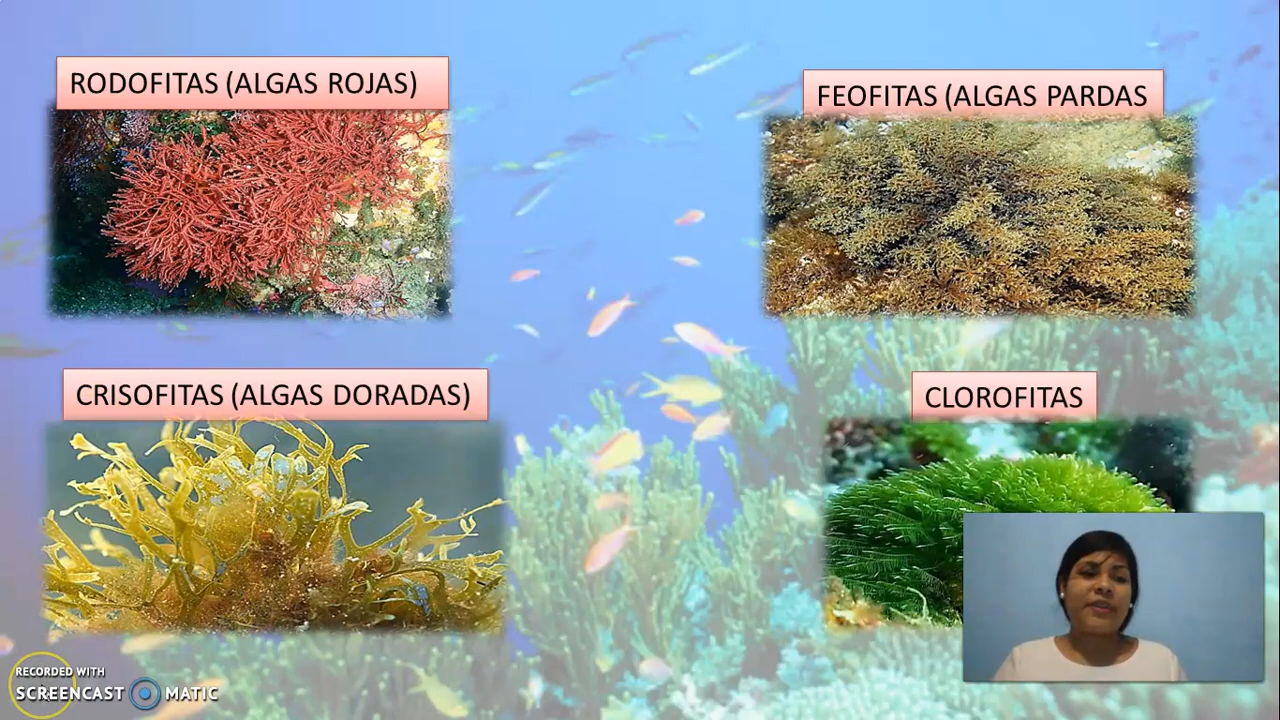 RODOFITAS (ALGAS ROJAS)
FEOFITAS (ALGAS PARDAS
CRISOFITAS (ALGAS DORADAS)
CLOROFITAS
RECORDED WITH
SCREENCAST MATIC